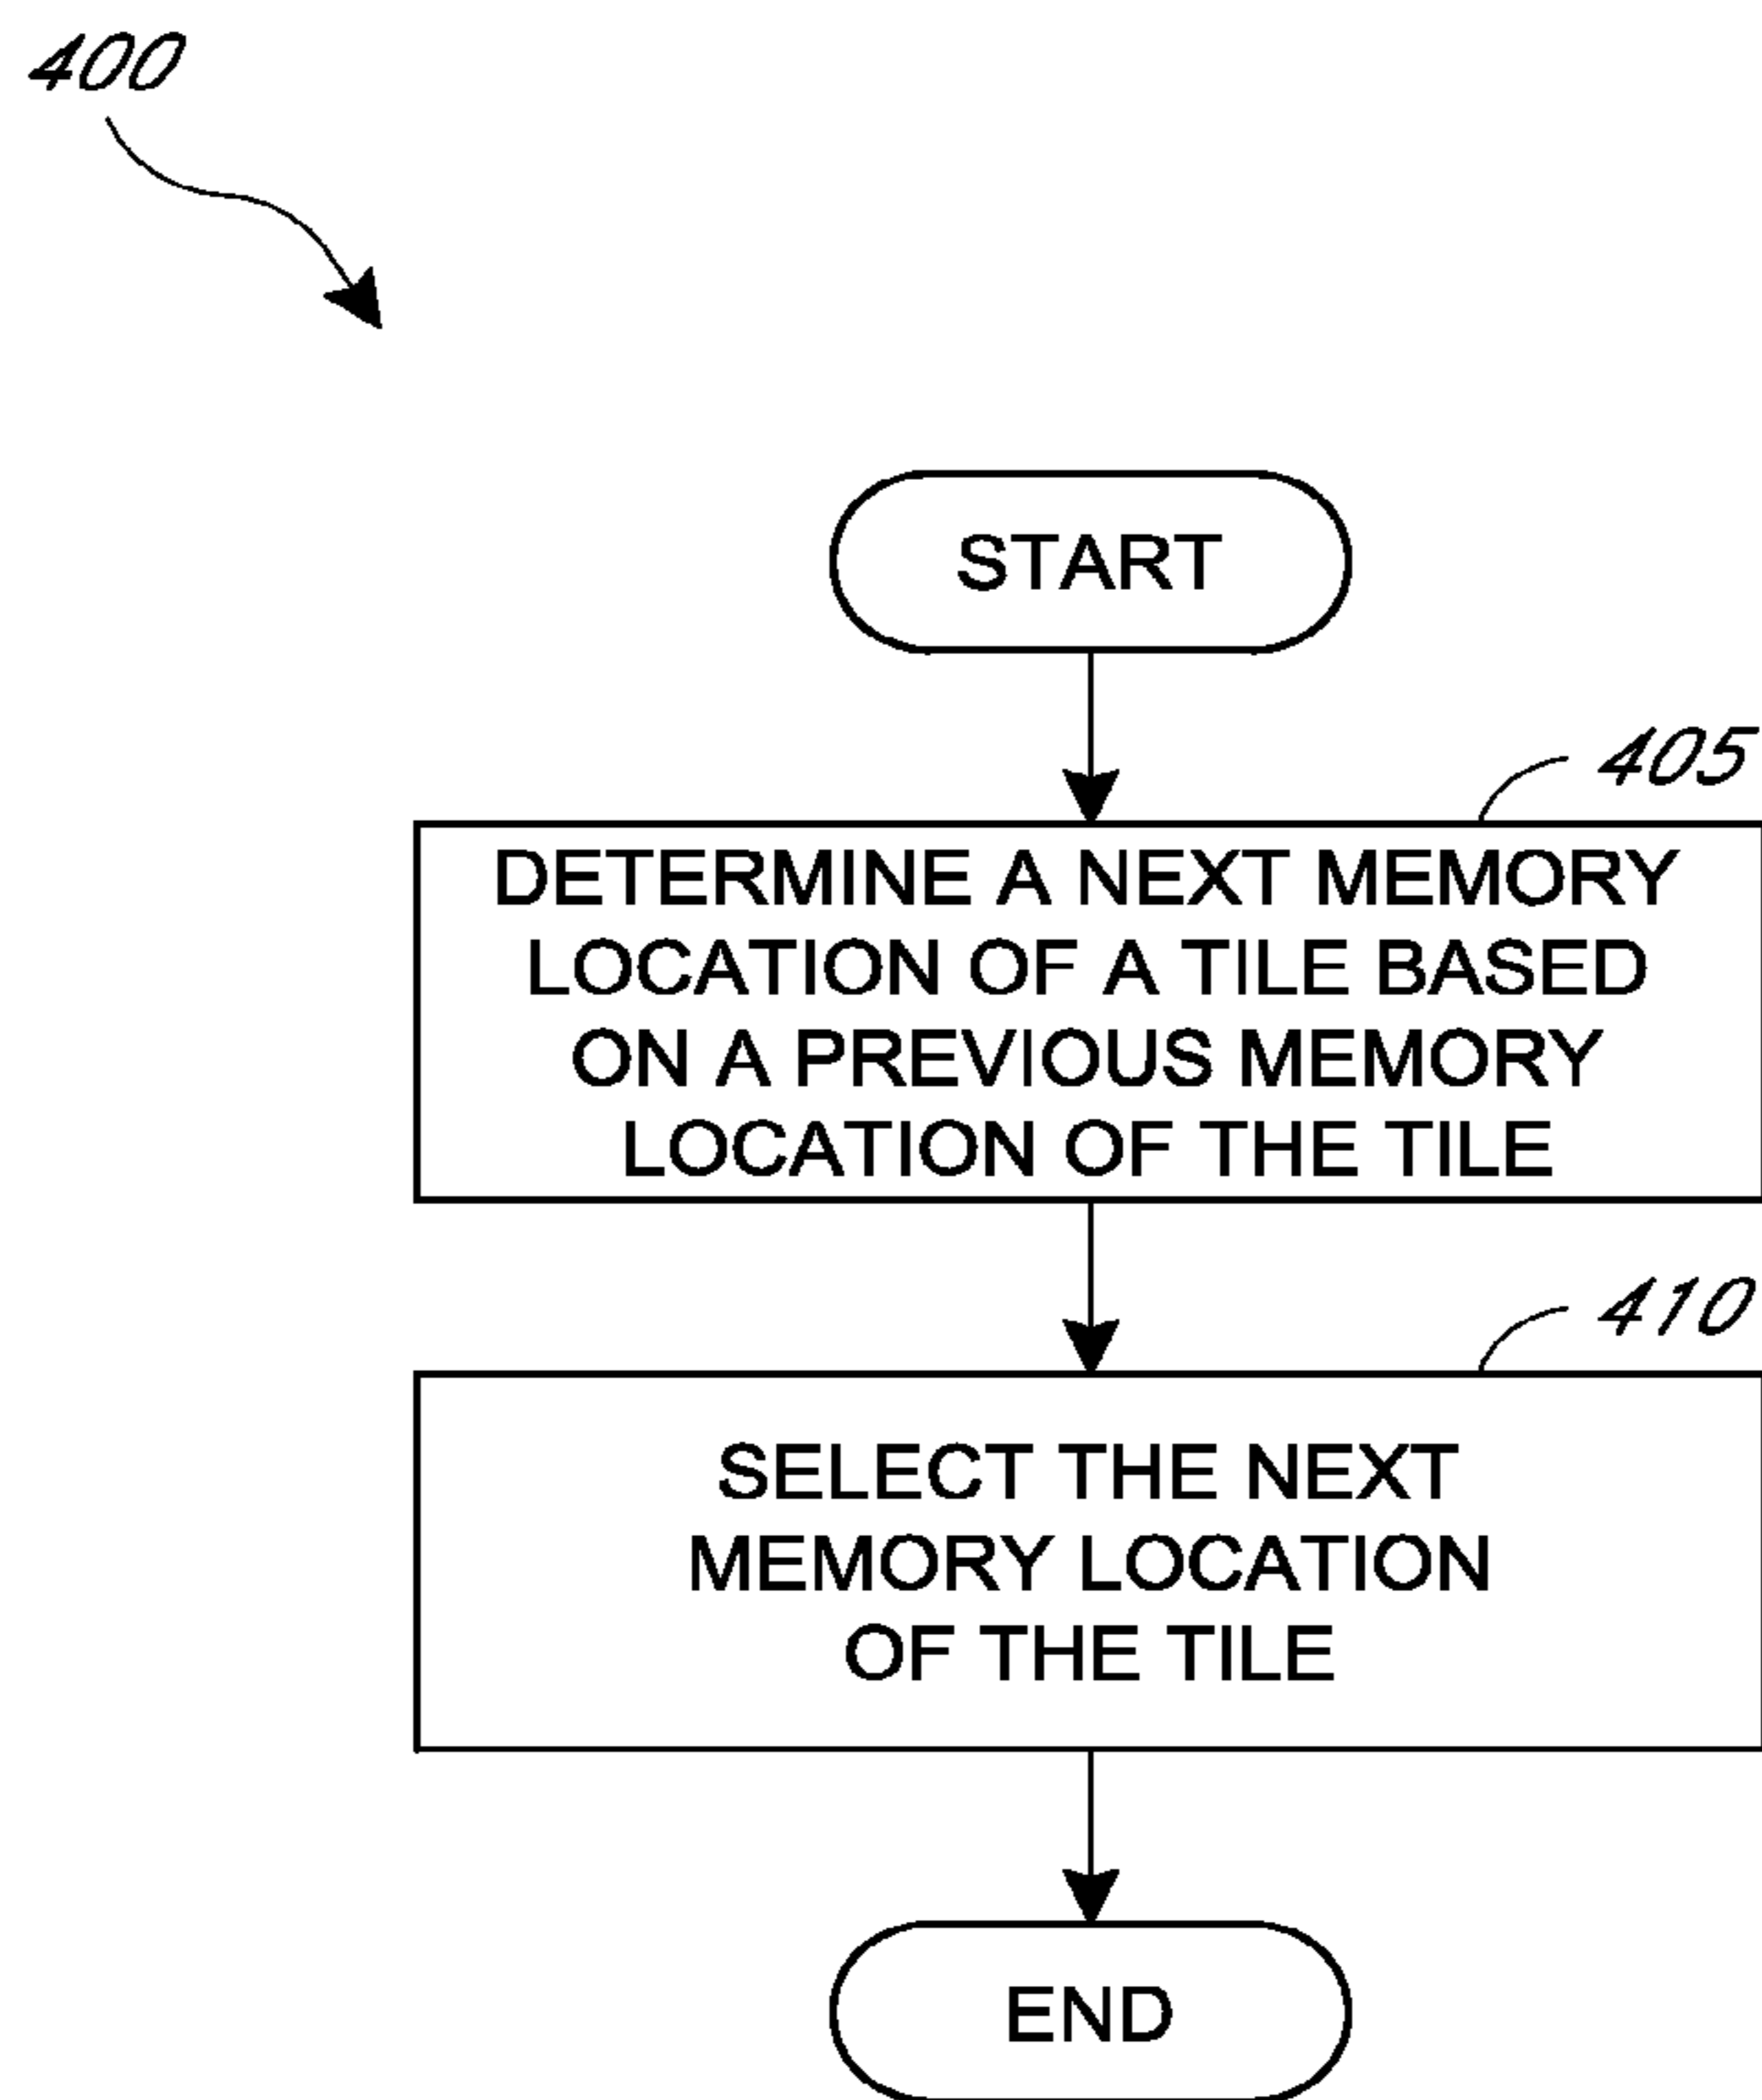 400
START
405
DETERMINE A NEXT MEMORY
LOCATION OF A TILE BASED
ON A PREVIOUS MEMORY
LOCATION OF THE TILE
410
SELECT THE NEXT
MEMORY LOCATION
OF THE TILE
END